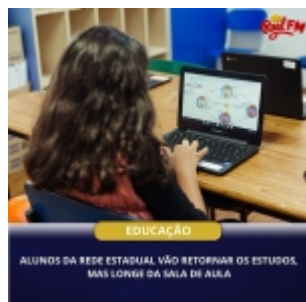 EDUCAÇÃO
ALUNOS DA REDE ESTADUAL VÃO RETORNAR OS ESTUDOS,
MAS LONGE DA SALA DE AULA